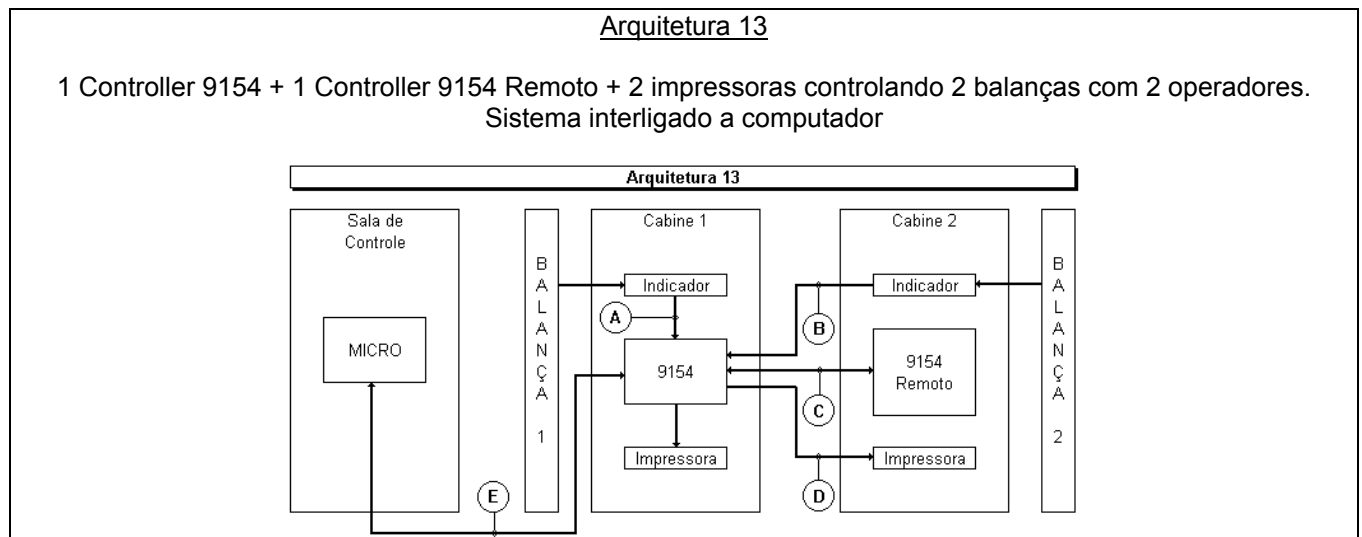 Arquitetura 13
1 Controller 9154 + 1 Controller 9154 Remoto + 2 impressoras controlando 2 balanças com 2 operadores.
Sistema interligado a computador
Arquitetura 13
Sala de
Controle
MICRO
BALANÇA 1
Cabine 1
Indicador
A
9154
Impressora
Cabine 2
Indicador
B
9154
Remoto
C
Impressora
D
BALANÇA 2
E